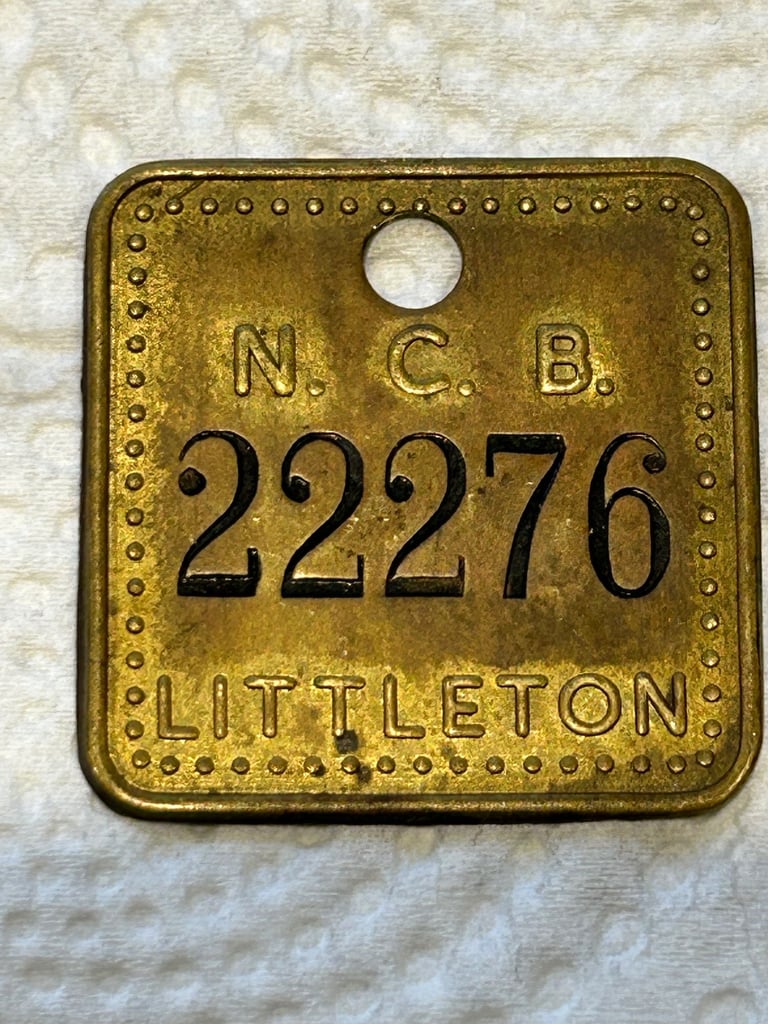 N. C. B.
22276
LITTLETON